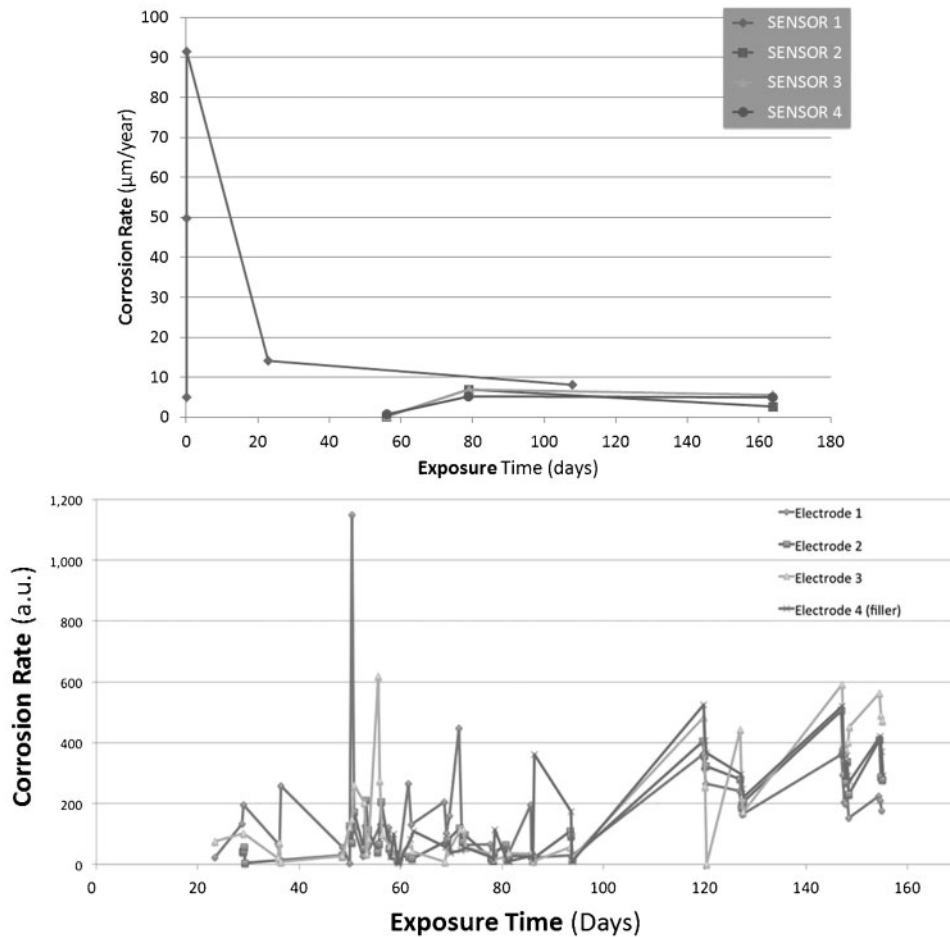 100
90
80
70
60
50
40
30
20
10
0
Corrosion Rate (µm/year)
SENSOR 1
SENSOR 2
SENSOR 3
SENSOR 4
0 20 40 60 80 100 120 140 160 180
Exposure Time (days)
1,200
1,000
800
600
400
200
0
Corrosion Rate (a.u.)
Electrode 1
Electrode 2
Electrode 3
Electrode 4 (filler)
0 20 40 60 80 100 120 140 160
Exposure Time (Days)